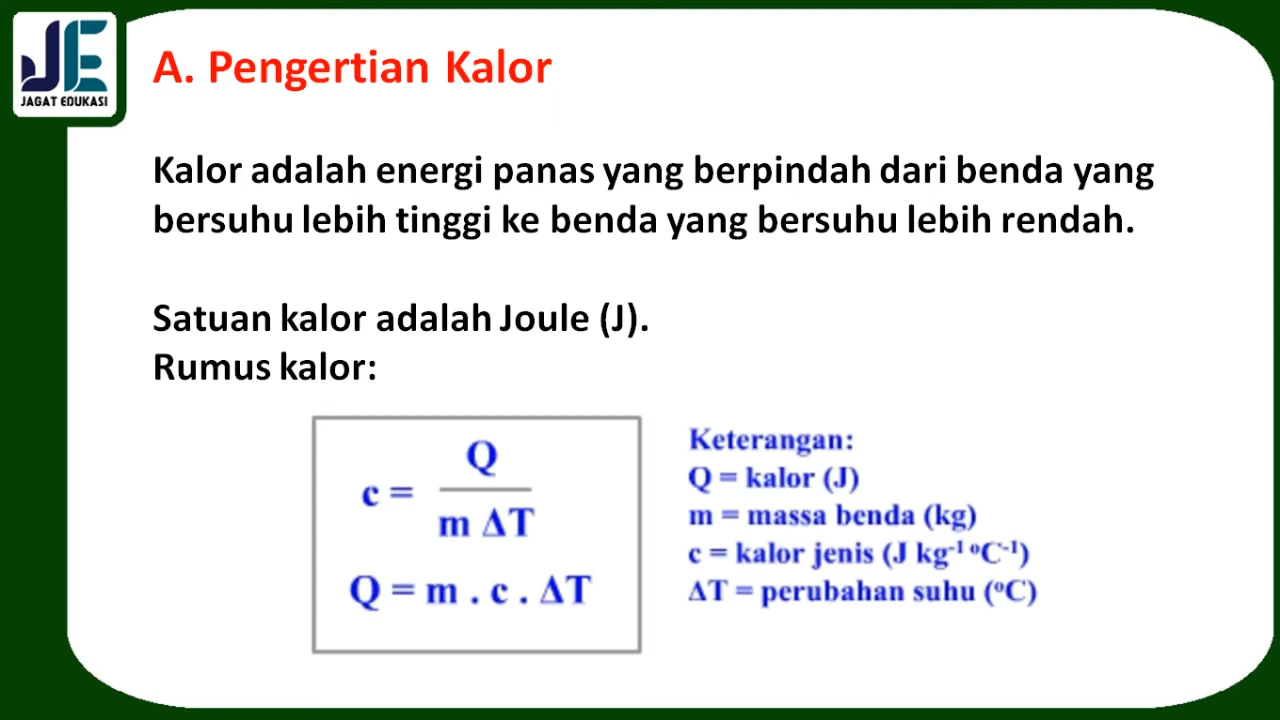 JE
JAGAT EDUKASI
A. Pengertian Kalor
Kalor adalah energi panas yang berpindah dari benda yang
bersuhu lebih tinggi ke benda yang bersuhu lebih rendah.
Satuan kalor adalah Joule (J).
Rumus kalor:
c = Q / m ΔT
Q = m . c . ΔT
Keterangan:
Q = kalor (J)
m = massa benda (kg)
c = kalor jenis (J kg⁻¹ ᵒC⁻¹)
ΔT = perubahan suhu (ᵒC)